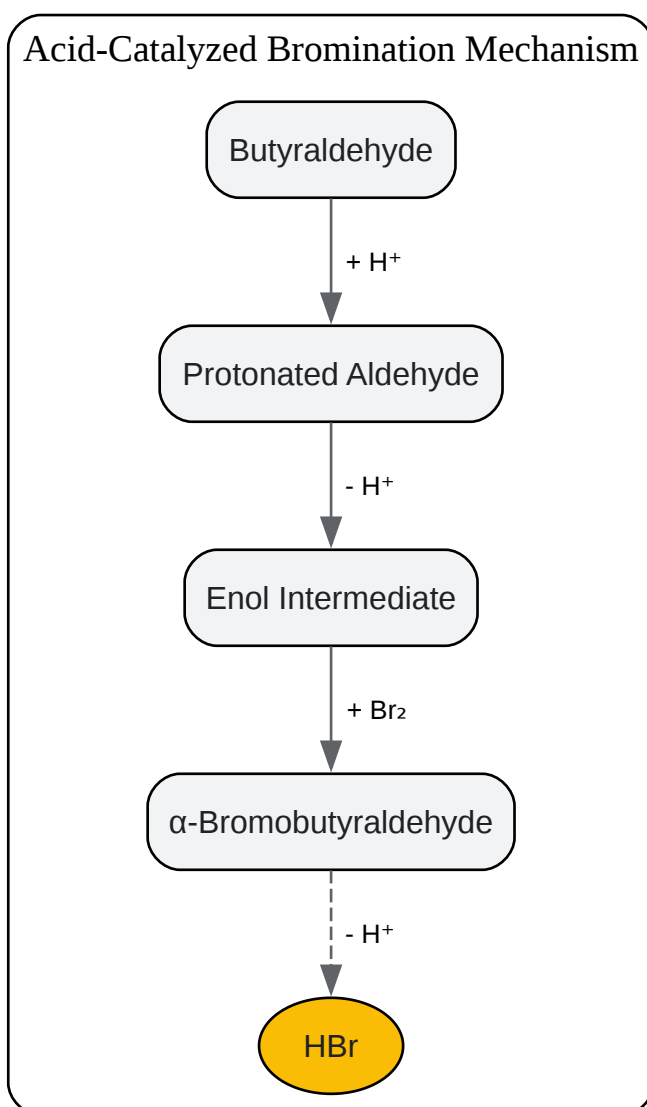 Acid-Catalyzed Bromination Mechanism
Butyraldehyde
+ H⁺
Protonated Aldehyde
- H⁺
Enol Intermediate
+ Br₂
α-Bromobutyraldehyde
- H⁺
HBr